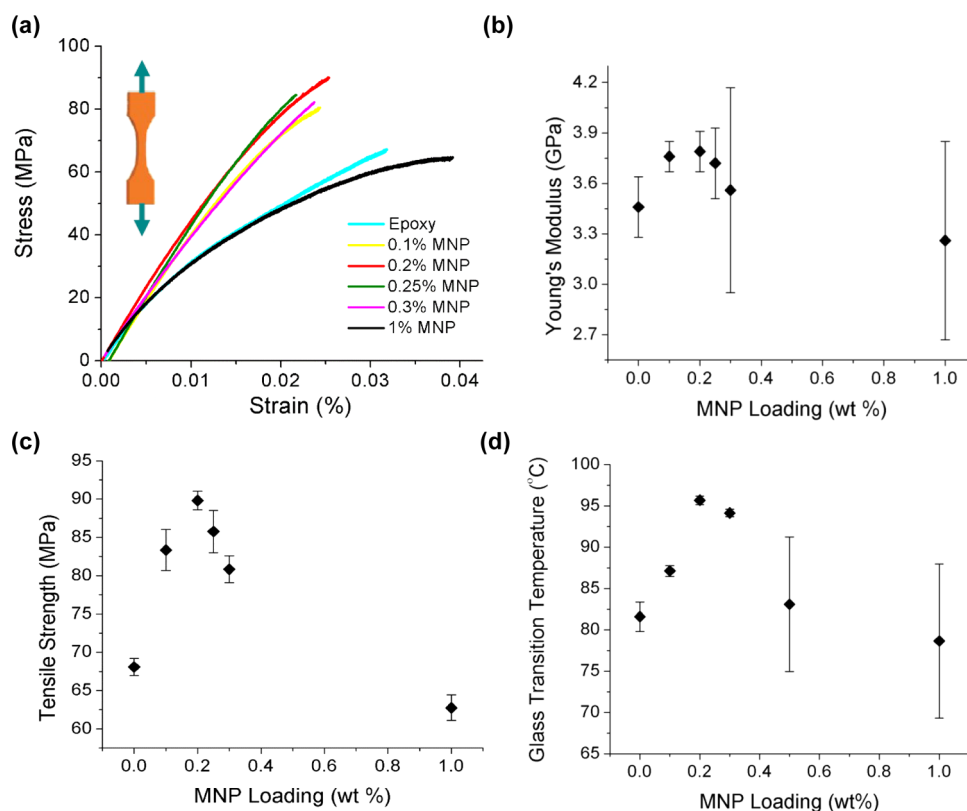 (a)
100
80
60
40
20
0
Stress (MPa)
0.00 0.01 0.02 0.03 0.04
Strain (%)
Epoxy
0.1% MNP
0.2% MNP
0.25% MNP
0.3% MNP
1% MNP
(b)
4.2
3.9
3.6
3.3
3.0
2.7
Young's Modulus (GPa)
0.0 0.2 0.4 0.6 0.8 1.0
MNP Loading (wt %)
(c)
95
90
85
80
75
70
65
60
Tensile Strength (MPa)
0.0 0.2 0.4 0.6 0.8 1.0
MNP Loading (wt %)
(d)
100
95
90
85
80
75
70
65
Glass Transition Temperature (°C)
0.0 0.2 0.4 0.6 0.8 1.0
MNP Loading (wt%)